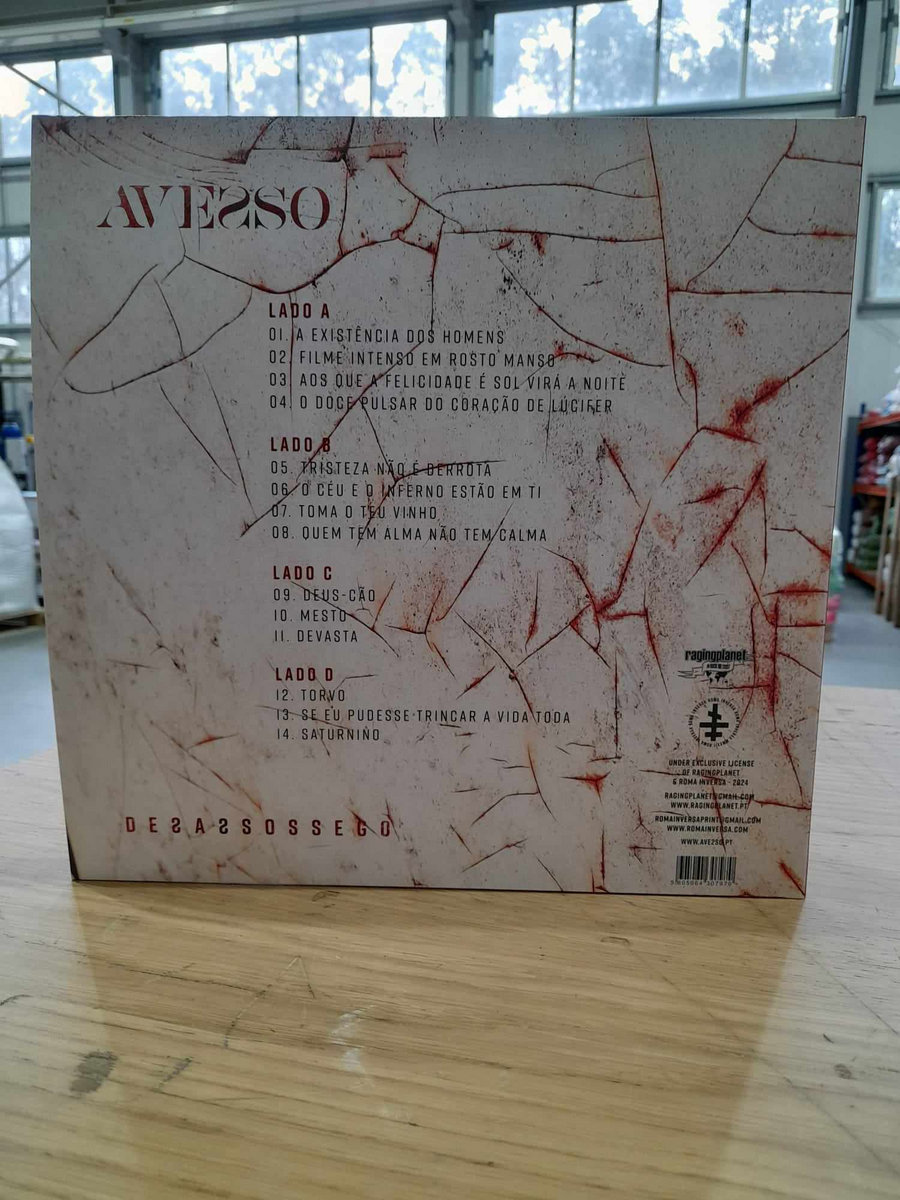 AVE2SO
LADO A
01. A EXISTÊNCIA DOS HOMENS
02. FILME INTENSO EM ROSTO MANSO
03. AOS QUE A FELICIDADE É SOL VIRÁ A NOITE
04. O DOCE PULSAR DO CORAÇÃO DE LÚCIFER
LADO B
05. TRISTEZA NÃO É DERROTA
06. O CÉU E O INFERNO ESTÃO EM TI
07. TOMA O TEU VINHO
08. QUEM TEM ALMA NÃO TEM CALMA
LADO C
09. DEUS-CÃO
10. MESTO
11. DEVASTA
LADO D
12. TORVO
13. SE EU PUDESSE TRINCAR A VIDA TODA
14. SATURNINO
DE2A2SOSSEGO
ragingplanet
UNDER EXCLUSIVE LICENSE
OF RAGINGPLANET
& ROMA INVERSA - 2024
RAGINGPLANET@GMAIL.COM
WWW.RAGINGPLANET.PT
ROMAINVERSAPRINT@GMAIL.COM
WWW.ROMAINVERSA.COM
WWW.AVE2SO.PT